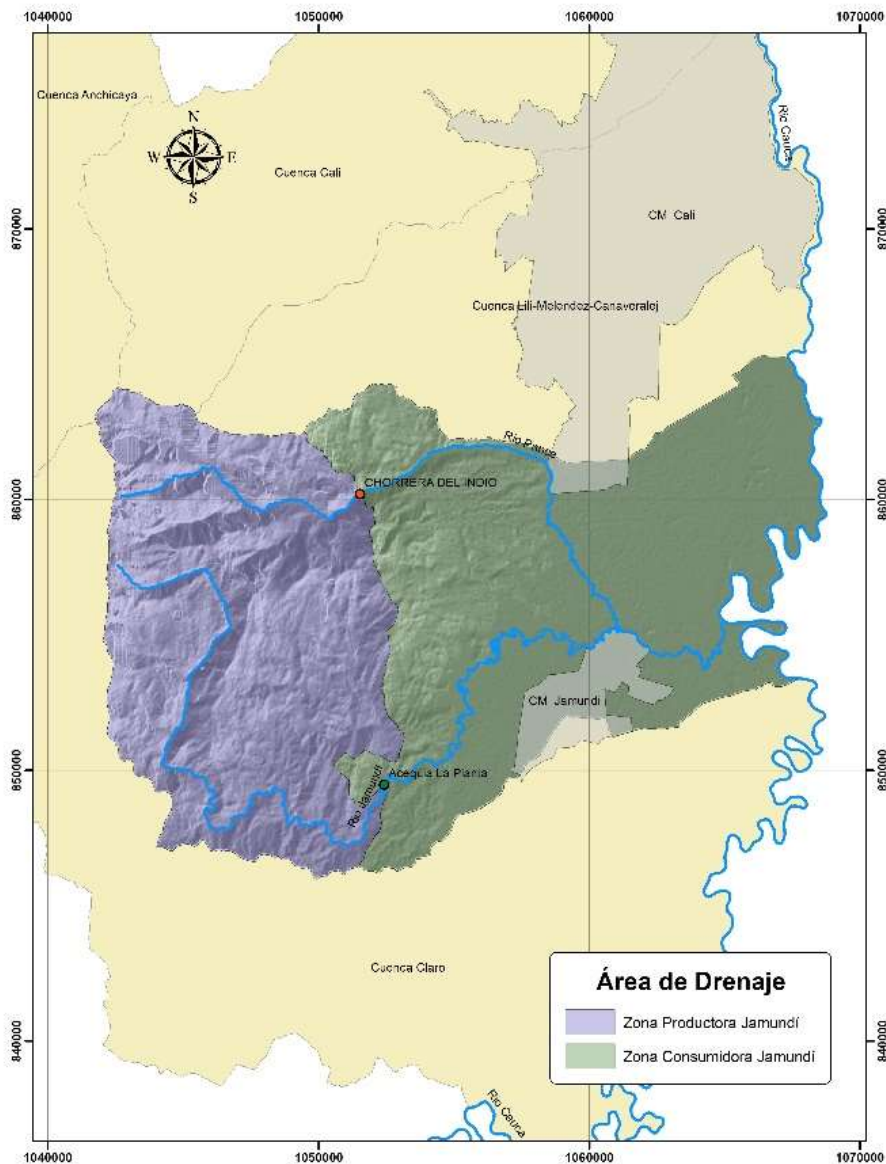 1040000
1050000
1060000
1070000
Cuenca Anchicaya
N
W E
S
Cuenca Cali
Rio Cauca
870000
CM Cali
870000
Cuenca Lili-Melendez-Canaveralej
Rio Pance
CHORRERA DEL INDIO
860000
860000
CM Jamundi
850000
Acequia La Planta
850000
Rio Jamundi
Cuenca Claro
Área de Drenaje
Zona Productora Jamundí
Zona Consumidora Jamundí
840000
840000
Rio Cauca
1040000
1050000
1060000
1070000